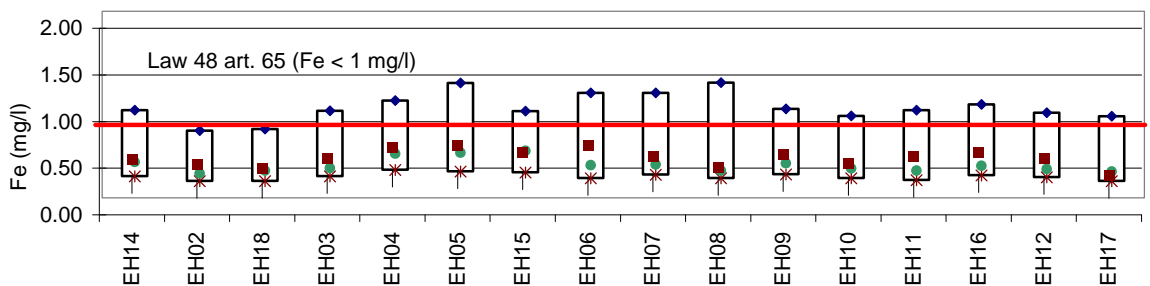 2.00
Law 48 art. 65 (Fe < 1 mg/l)
1.50
1.00
0.50
0.00
Fe (mg/l)
EH14
EH02
EH18
EH03
EH04
EH05
EH15
EH06
EH07
EH08
EH09
EH10
EH11
EH16
EH12
EH17